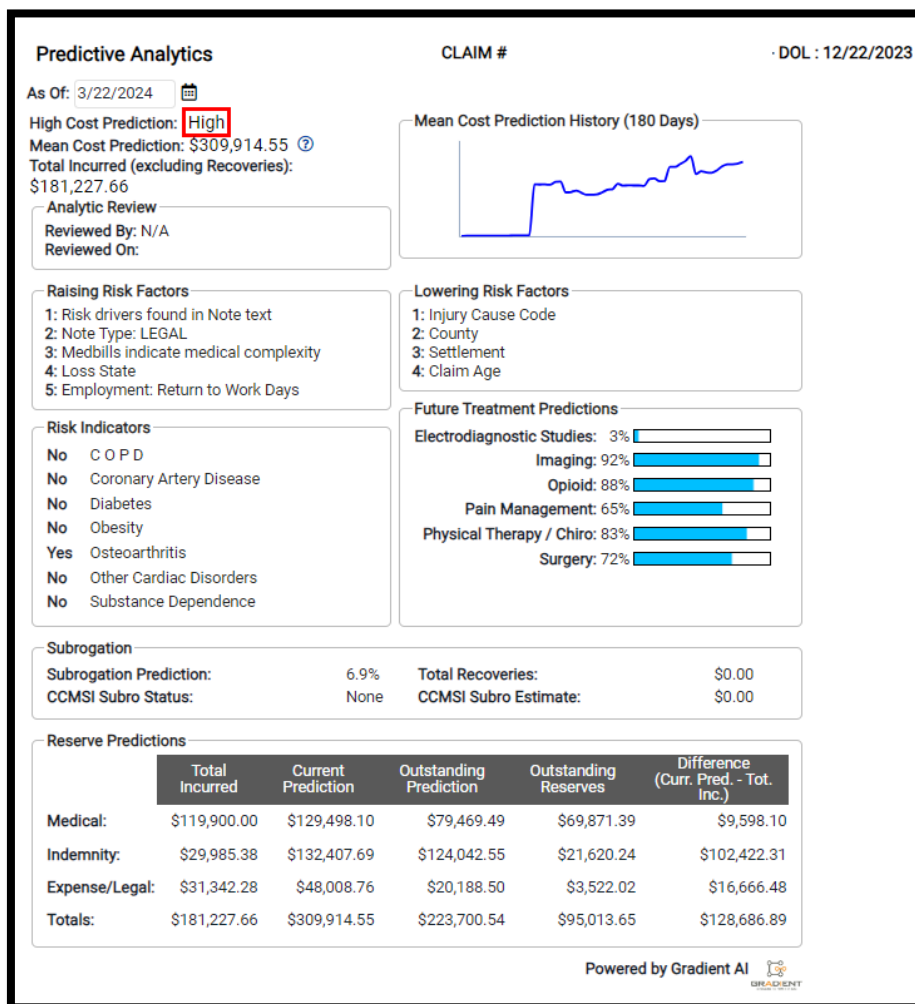 Predictive Analytics CLAIM # · DOL : 12/22/2023
As Of: 3/22/2024
High Cost Prediction: High
Mean Cost Prediction: $309,914.55 ?
Total Incurred (excluding Recoveries):
$181,227.66
Mean Cost Prediction History (180 Days)
Analytic Review
Reviewed By: N/A
Reviewed On:
Raising Risk Factors
1: Risk drivers found in Note text
2: Note Type: LEGAL
3: Medbills indicate medical complexity
4: Loss State
5: Employment: Return to Work Days
Lowering Risk Factors
1: Injury Cause Code
2: County
3: Settlement
4: Claim Age
Risk Indicators
No C O P D
No Coronary Artery Disease
No Diabetes
No Obesity
Yes Osteoarthritis
No Other Cardiac Disorders
No Substance Dependence
Future Treatment Predictions
Electrodiagnostic Studies: 3%
Imaging: 92%
Opioid: 88%
Pain Management: 65%
Physical Therapy / Chiro: 83%
Surgery: 72%
Subrogation
Subrogation Prediction: 6.9% Total Recoveries: $0.00
CCMSI Subro Status: None CCMSI Subro Estimate: $0.00
Reserve Predictions
Total Incurred Current Prediction Outstanding Prediction Outstanding Reserves Difference (Curr. Pred. - Tot. Inc.)
Medical: $119,900.00 $129,498.10 $79,469.49 $69,871.39 $9,598.10
Indemnity: $29,985.38 $132,407.69 $124,042.55 $21,620.24 $102,422.31
Expense/Legal: $31,342.28 $48,008.76 $20,188.50 $3,522.02 $16,666.48
Totals: $181,227.66 $309,914.55 $223,700.54 $95,013.65 $128,686.89
Powered by Gradient AI
GRADIENT